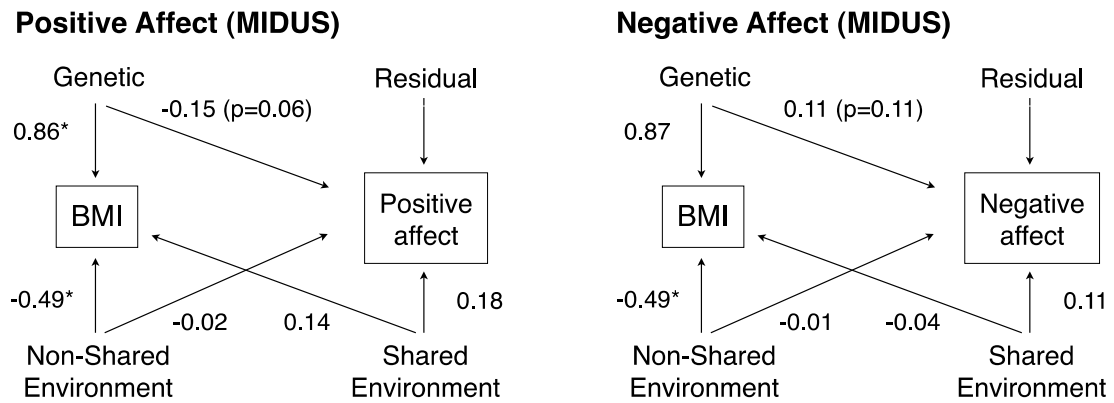 Positive Affect (MIDUS)
Genetic
Residual
-0.15 (p=0.06)
0.86*
BMI
Positive
affect
-0.49*
-0.02
0.14
0.18
Non-Shared
Environment
Shared
Environment
Negative Affect (MIDUS)
Genetic
Residual
0.11 (p=0.11)
0.87
BMI
Negative
affect
-0.49*
-0.01
-0.04
0.11
Non-Shared
Environment
Shared
Environment